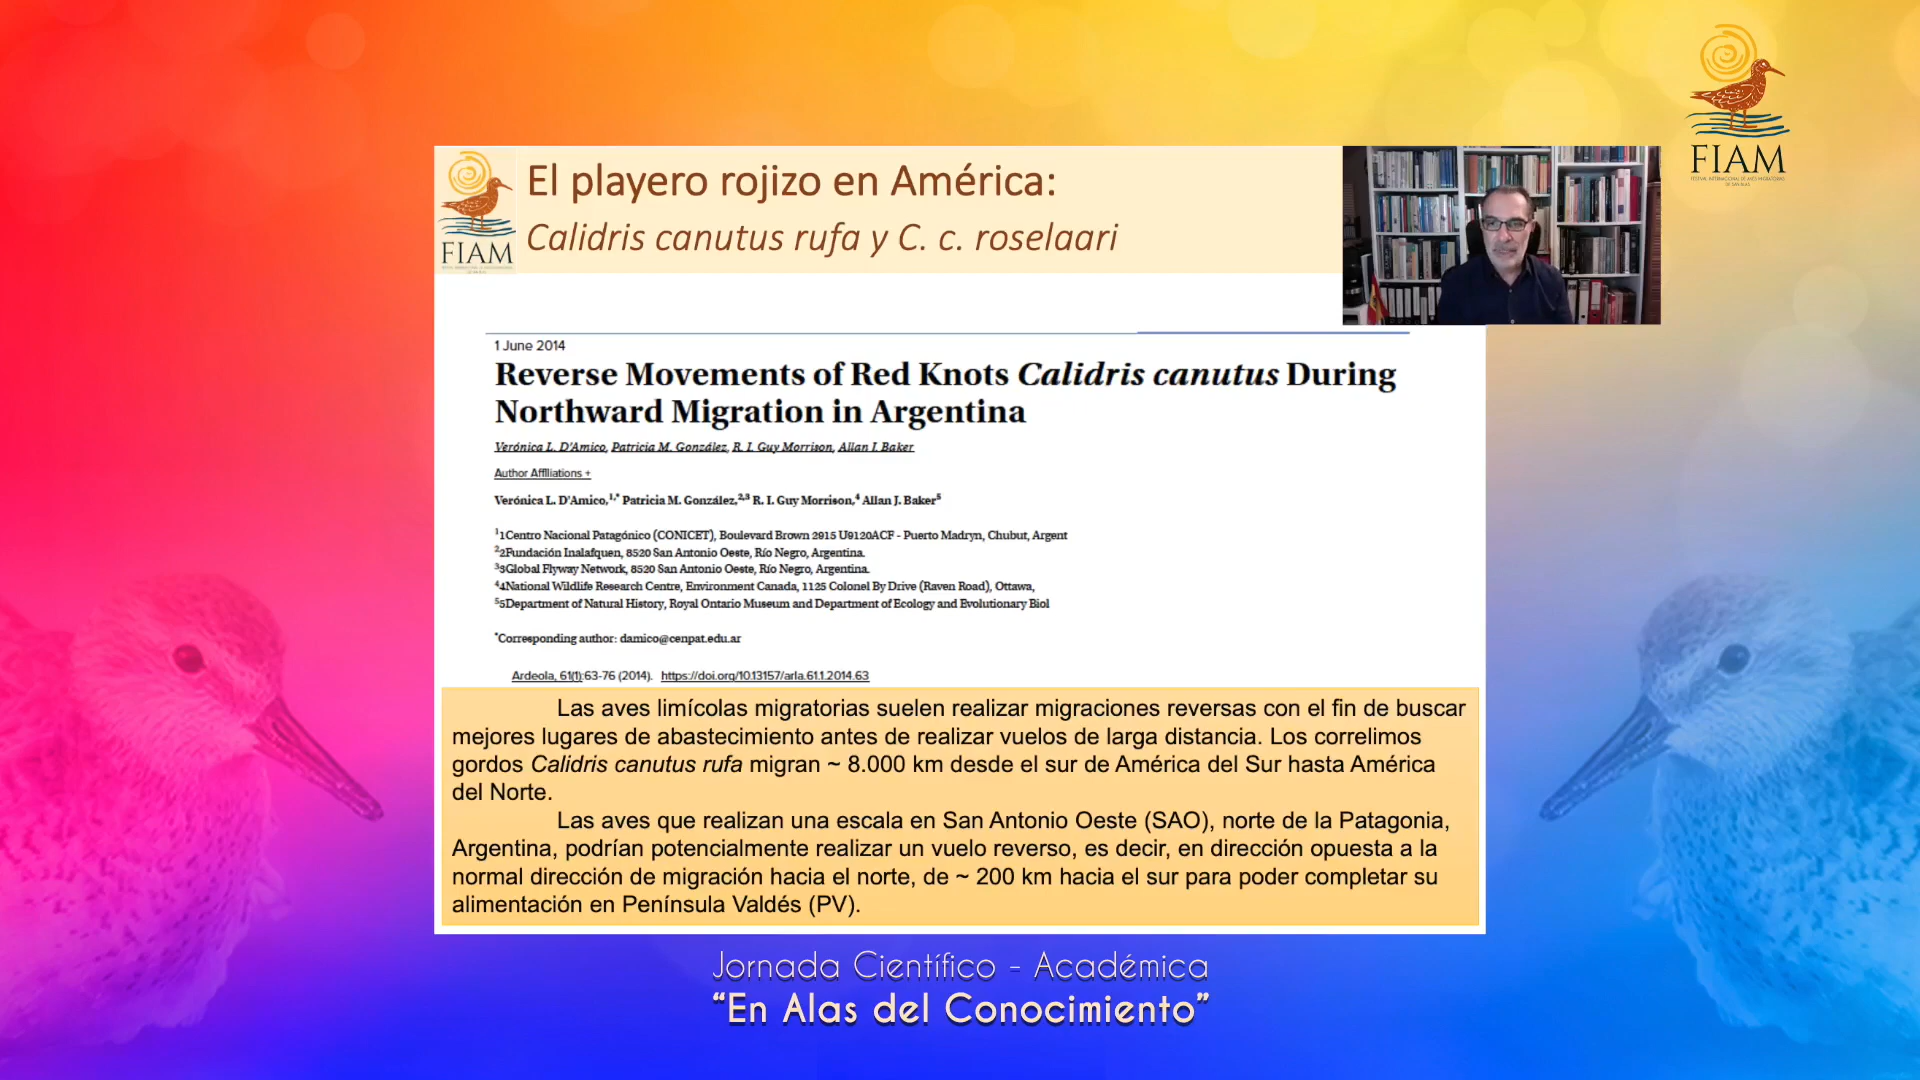 FIAM
FESTIVAL INTERNACIONAL DE AVES MIGRATORIAS
DE SAN BLAS
FIAM
El playero rojizo en América:
Calidris canutus rufa y C. c. roselaari
1 June 2014
Reverse Movements of Red Knots Calidris canutus During
Northward Migration in Argentina
Verónica L. D'Amico, Patricia M. González, R. I. Guy Morrison, Allan J. Baker
Author Affiliations +
Verónica L. D'Amico,1,* Patricia M. González,2,3 R. I. Guy Morrison,4 Allan J. Baker5
11Centro Nacional Patagónico (CONICET), Boulevard Brown 2915 U9120ACF - Puerto Madryn, Chubut, Argent
22Fundación Inalafquen, 8520 San Antonio Oeste, Río Negro, Argentina.
33Global Flyway Network, 8520 San Antonio Oeste, Río Negro, Argentina.
44National Wildlife Research Centre, Environment Canada, 1125 Colonel By Drive (Raven Road), Ottawa,
55Department of Natural History, Royal Ontario Museum and Department of Ecology and Evolutionary Biol
*Corresponding author: damico@cenpat.edu.ar
Ardeola, 61(1):63-76 (2014). https://doi.org/10.13157/arla.61.1.2014.63
Las aves limícolas migratorias suelen realizar migraciones reversas con el fin de buscar
mejores lugares de abastecimiento antes de realizar vuelos de larga distancia. Los correlimos
gordos Calidris canutus rufa migran ~ 8.000 km desde el sur de América del Sur hasta América
del Norte.
Las aves que realizan una escala en San Antonio Oeste (SAO), norte de la Patagonia,
Argentina, podrían potencialmente realizar un vuelo reverso, es decir, en dirección opuesta a la
normal dirección de migración hacia el norte, de ~ 200 km hacia el sur para poder completar su
alimentación en Península Valdés (PV).
Jornada Científico - Académica
“En Alas del Conocimiento”